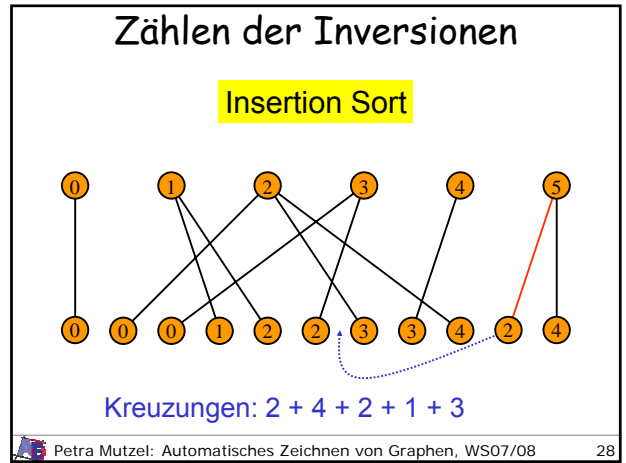 Zählen der Inversionen
Insertion Sort
0 1 2 3 4 5
0 0 0 1 2 2 3 3 4 2 4
Kreuzungen: 2 + 4 + 2 + 1 + 3
Petra Mutzel: Automatisches Zeichnen von Graphen, WS07/08 28